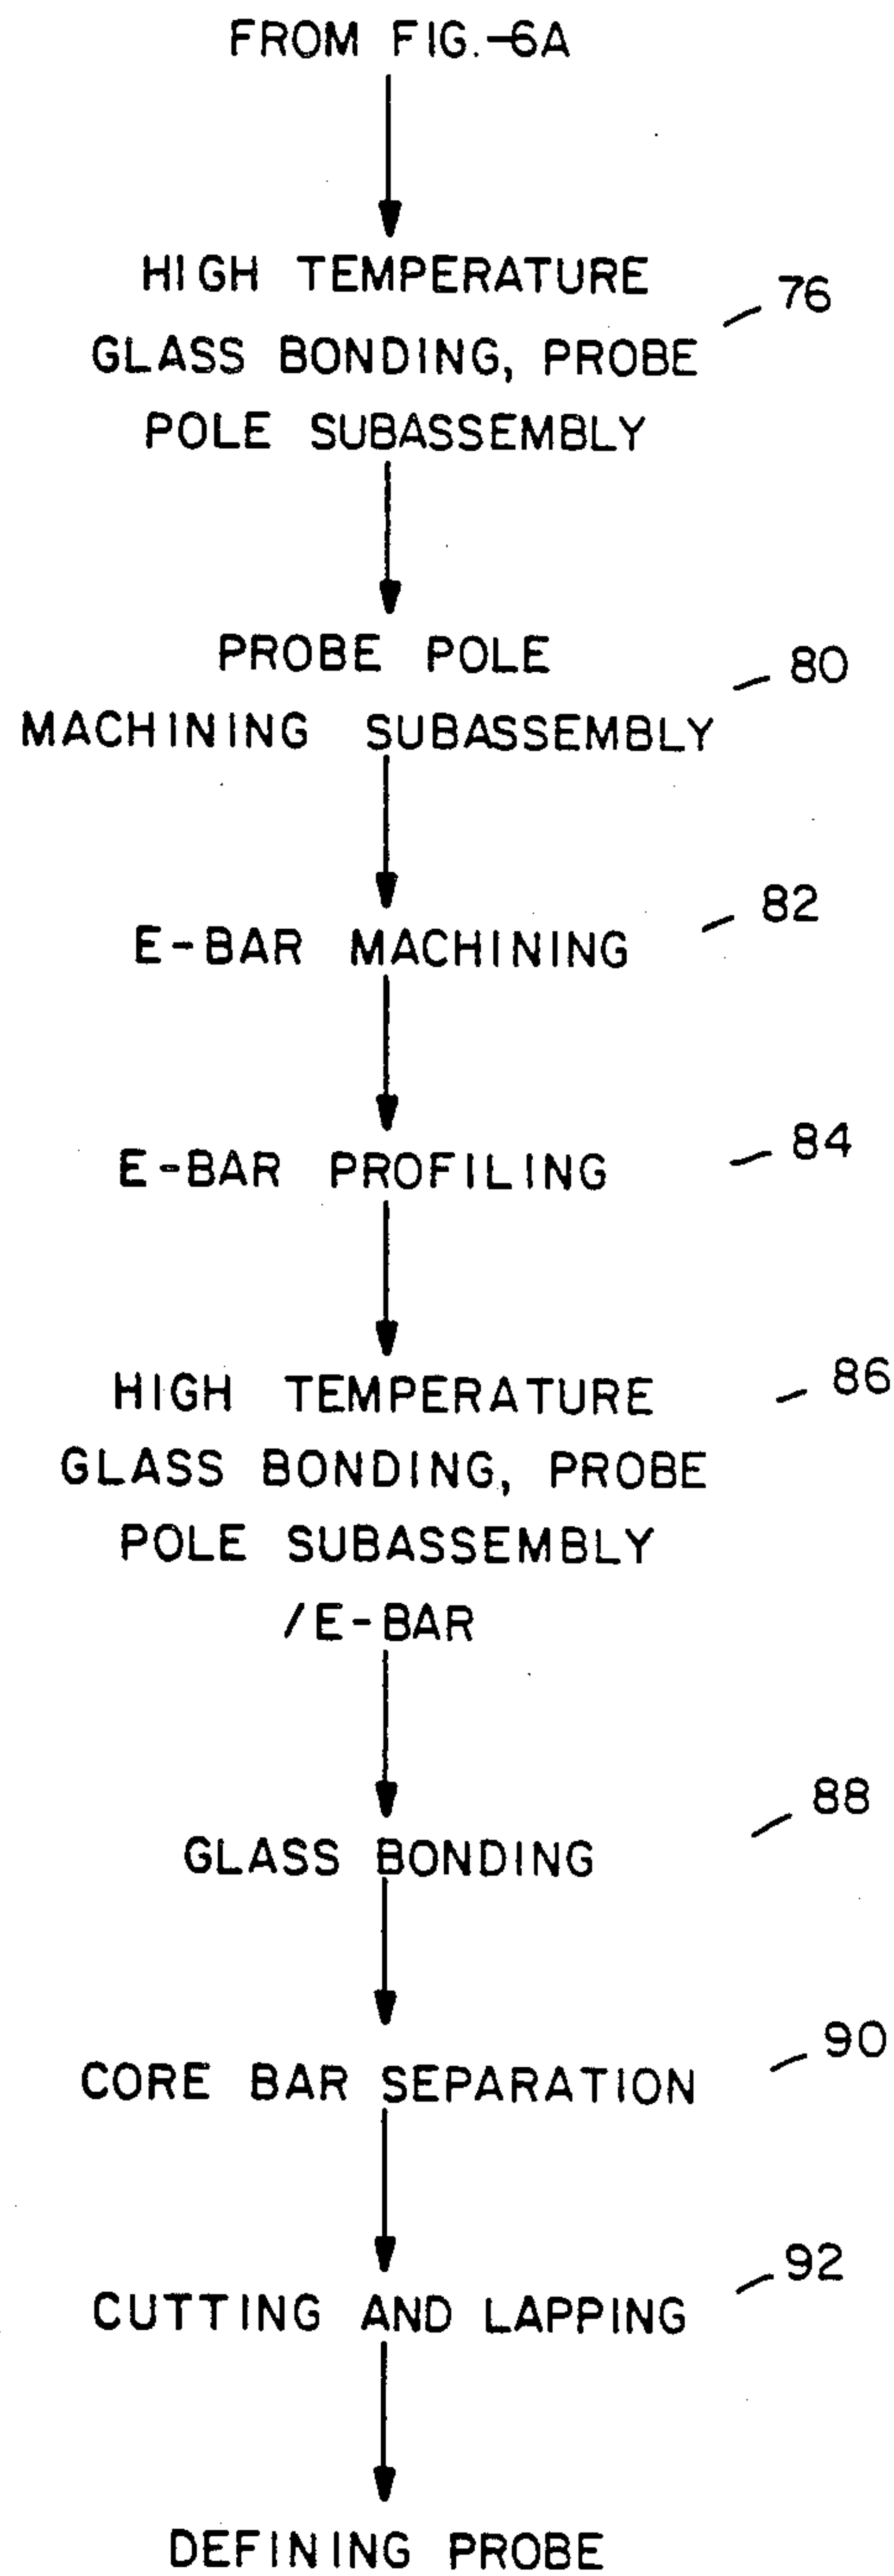 FROM FIG.-6A
HIGH TEMPERATURE
76
GLASS BONDING, PROBE
POLE SUBASSEMBLY
PROBE POLE
80
MACHINING SUBASSEMBLY
82
E-BAR MACHINING
84
E-BAR PROFILING
HIGH TEMPERATURE
86
GLASS BONDING, PROBE
POLE SUBASSEMBLY
/E-BAR
88
GLASS BONDING
90
CORE BAR SEPARATION
92
CUTTING AND LAPPING
DEFINING PROBE